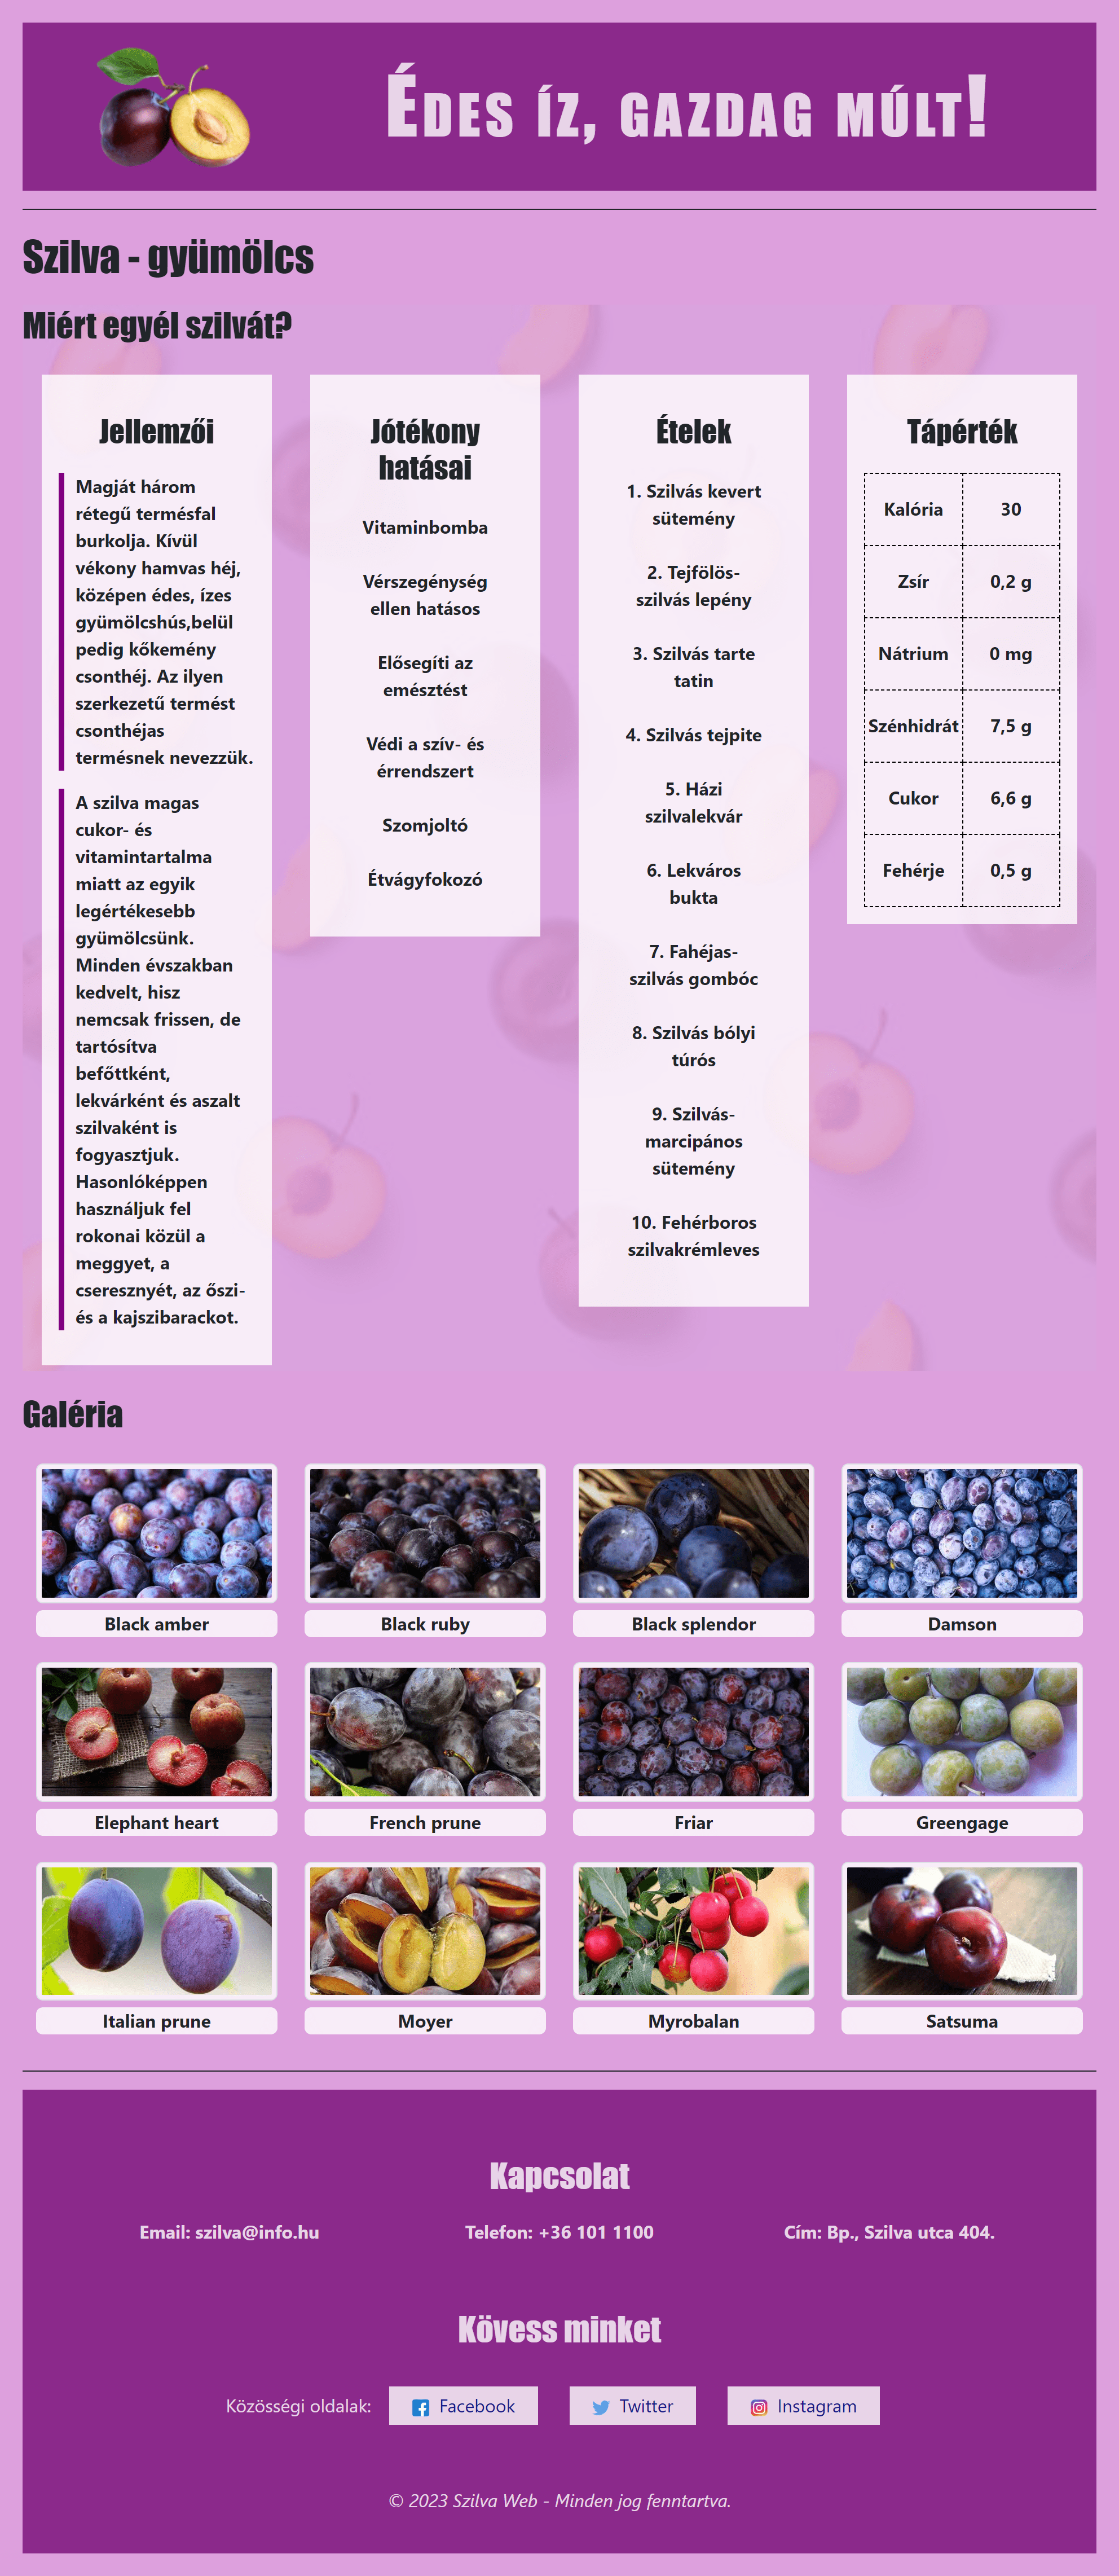 Édes íz, gazdag múlt!
Szilva - gyümölcs
Miért egyél szilvát?
Jellemzői
Magját három
rétegű termésfal
burkolja. Kívül
vékony hamvas héj,
középen édes, ízes
gyümölcshús,belül
pedig kőkemény
csonthéj. Az ilyen
szerkezetű termést
csonthéjas
termésnek nevezzük.
A szilva magas
cukor- és
vitamintartalma
miatt az egyik
legértékesebb
gyümölcsünk.
Minden évszakban
kedvelt, hisz
nemcsak frissen, de
tartósítva
befőttként,
lekvárként és aszalt
szilvaként is
fogyasztjuk.
Hasonlóképpen
használjuk fel
rokonai közül a
meggyet, a
cseresznyét, az őszi-
és a kajszibarackot.
Jótékony
hatásai
Vitaminbomba
Vérszegénység
ellen hatásos
Elősegíti az
emésztést
Védi a szív- és
érrendszert
Szomjoltó
Étvágyfokozó
Ételek
1. Szilvás kevert
sütemény
2. Tejfölös-
szilvás lepény
3. Szilvás tarte
tatin
4. Szilvás tejpite
5. Házi
szilvalekvár
6. Lekváros
bukta
7. Fahéjas-
szilvás gombóc
8. Szilvás bólyi
túrós
9. Szilvás-
marcipános
sütemény
10. Fehérboros
szilvakrémleves
Tápérték
Kalória 30
Zsír 0,2 g
Nátrium 0 mg
Szénhidrát 7,5 g
Cukor 6,6 g
Fehérje 0,5 g
Galéria
Black amber
Black ruby
Black splendor
Damson
Elephant heart
French prune
Friar
Greengage
Italian prune
Moyer
Myrobalan
Satsuma
Kapcsolat
Email: szilva@info.hu
Telefon: +36 101 1100
Cím: Bp., Szilva utca 404.
Kövess minket
Közösségi oldalak: Facebook Twitter Instagram
© 2023 Szilva Web - Minden jog fenntartva.